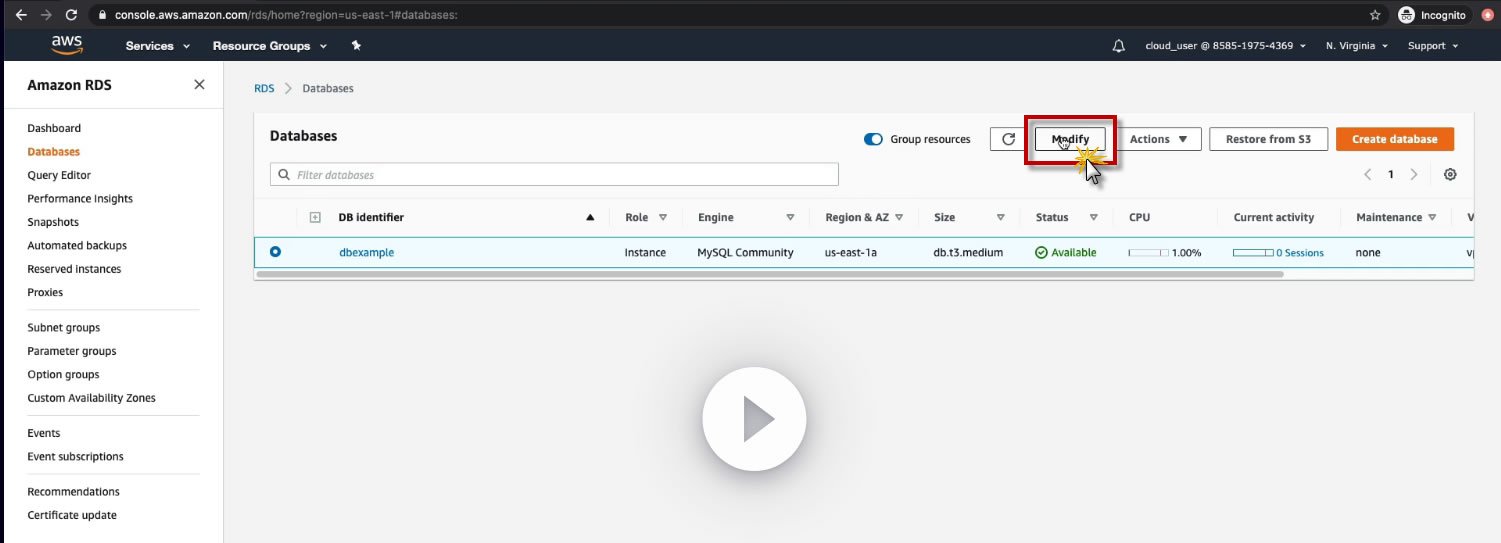 console.aws.amazon.com/rds/home?region=us-east-1#databases:
Incognito
aws
Services
Resource Groups
cloud_user @ 8585-1975-4369
N. Virginia
Support
Amazon RDS
Dashboard
Databases
Query Editor
Performance Insights
Snapshots
Automated backups
Reserved instances
Proxies
Subnet groups
Parameter groups
Option groups
Custom Availability Zones
Events
Event subscriptions
Recommendations
Certificate update
RDS > Databases
Databases
Group resources
Modify
Actions
Restore from S3
Create database
Filter databases
1
DB identifier Role Engine Region & AZ Size Status CPU Current activity Maintenance V
dbexample Instance MySQL Community us-east-1a db.t3.medium Available 1.00% 0 Sessions none